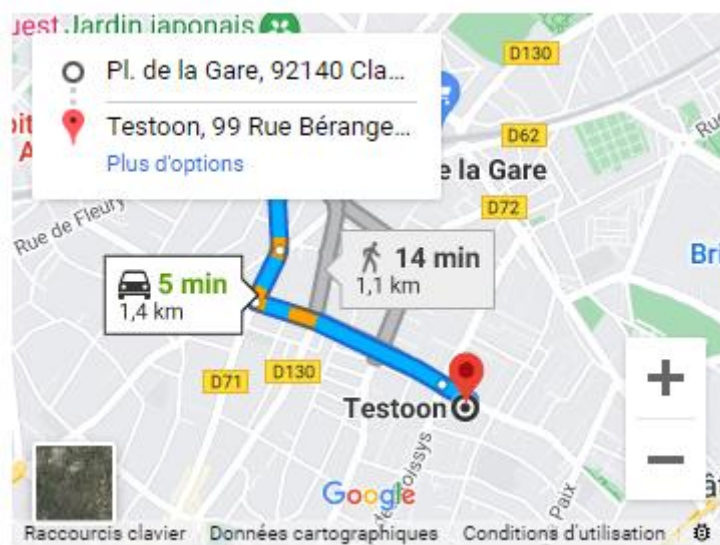 Jardin japonais
Pl. de la Gare, 92140 Cla...
Testoon, 99 Rue Bérange...
Plus d'options
D130
D62
e la Gare
D72
Rue de Fleury
14 min
1,1 km
5 min
1,4 km
Bri
D71
D130
Testoon
Paix
Google
Raccourcis clavier
Données cartographiques
Conditions d'utilisation